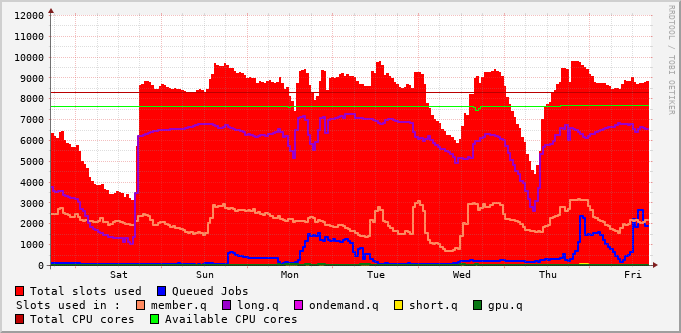 RRDTOOL / TOBI OETIKER
12000
11000
10000
9000
8000
7000
6000
5000
4000
3000
2000
1000
0
Sat Sun Mon Tue Wed Thu Fri
Total slots used Queued Jobs
Slots used in : member.q long.q ondemand.q short.q gpu.q
Total CPU cores Available CPU cores